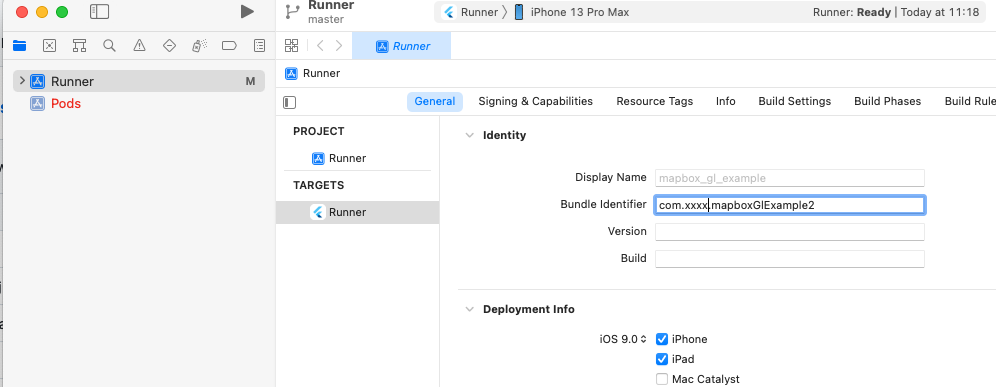 Runner
master
Runner 〉 iPhone 13 Pro Max
Runner: Ready | Today at 11:18
Runner
Runner
M
Pods
Runner
General Signing & Capabilities Resource Tags Info Build Settings Build Phases Build Rule
PROJECT
Runner
TARGETS
Runner
Identity
Display Name mapbox_gl_example
Bundle Identifier com.xxxx.mapboxGlExample2
Version
Build
Deployment Info
iOS 9.0 iPhone
iPad
Mac Catalyst